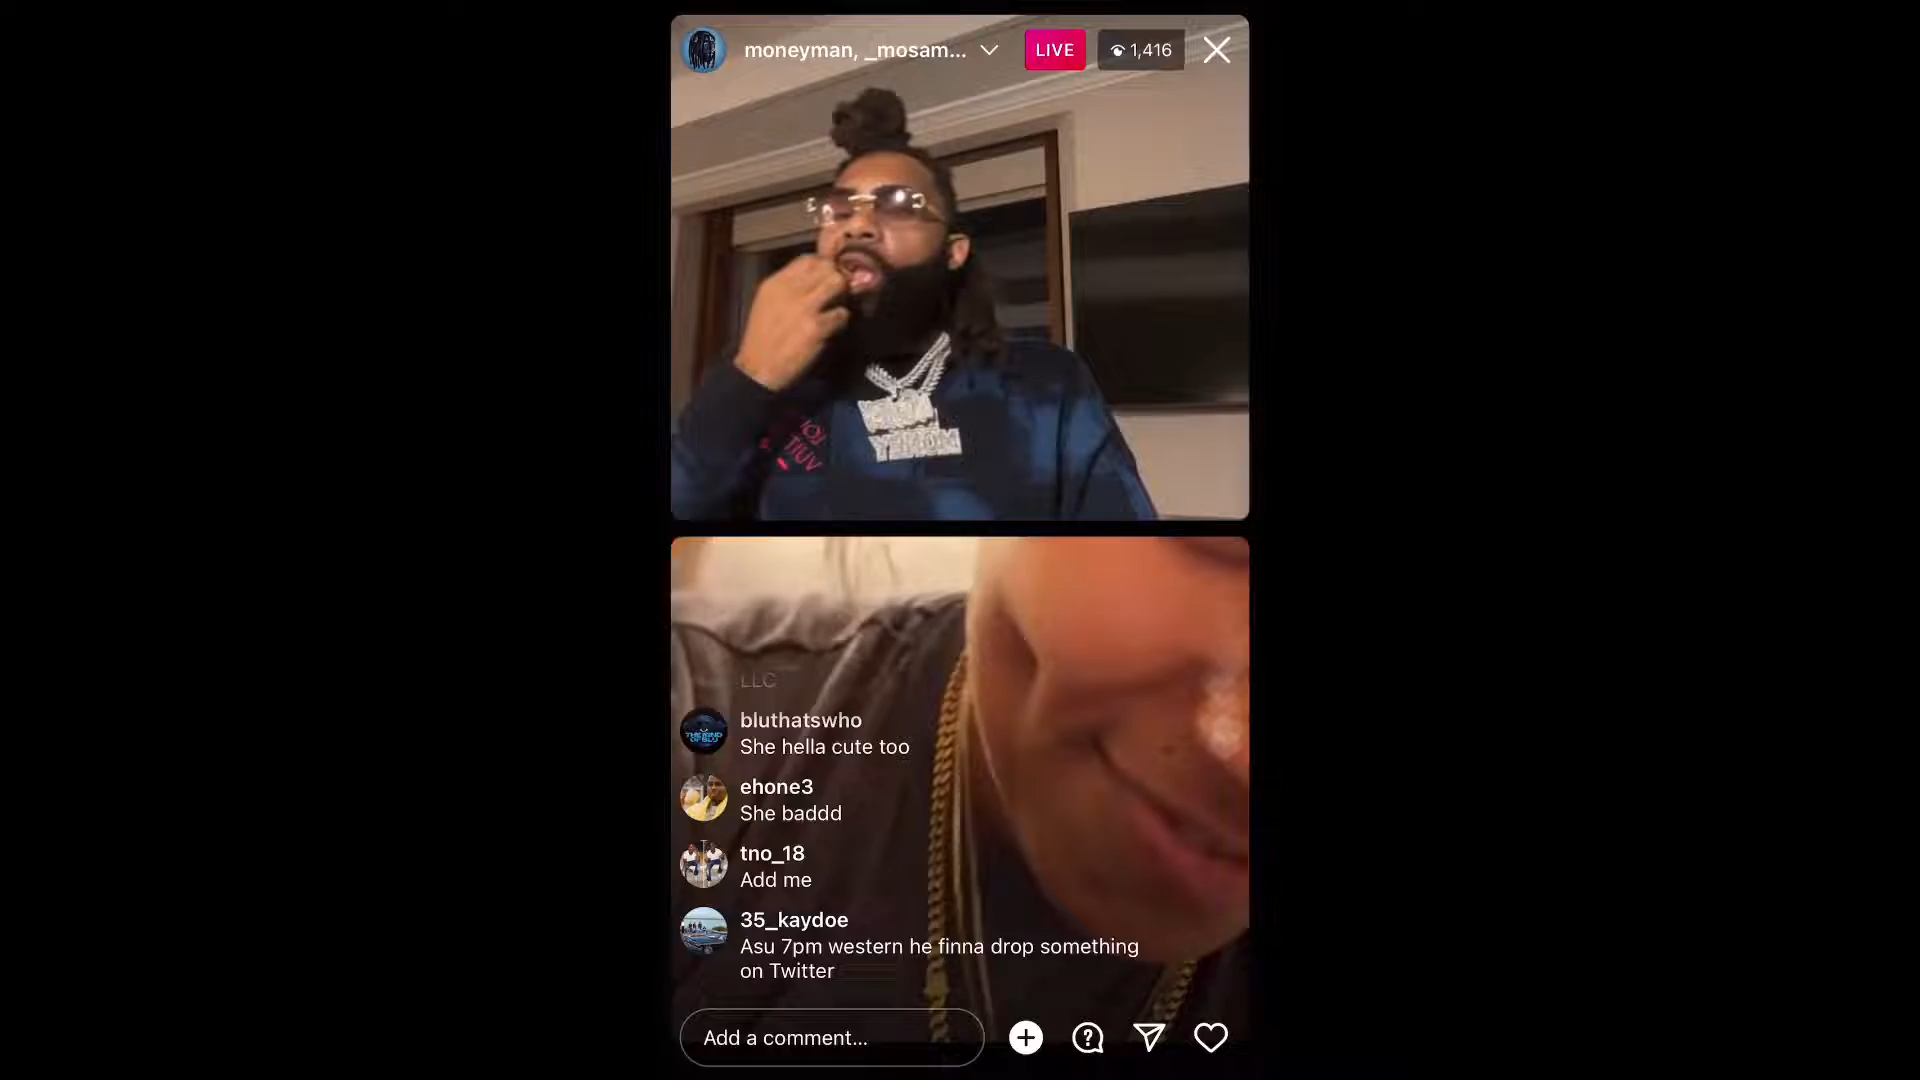 moneyman, _mosam...
LIVE
1,416
LLC
bluthatswho
She hella cute too
ehone3
She baddd
tno_18
Add me
35_kaydoe
Asu 7pm western he finna drop something
on Twitter
Add a comment...